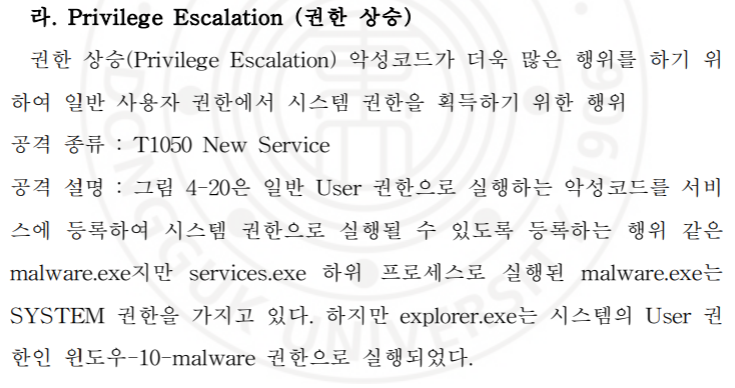 라. Privilege Escalation (권한 상승)
권한 상승(Privilege Escalation) 악성코드가 더욱 많은 행위를 하기 위
하여 일반 사용자 권한에서 시스템 권한을 획득하기 위한 행위
공격 종류 : T1050 New Service
공격 설명 : 그림 4-20은 일반 User 권한으로 실행하는 악성코드를 서비
스에 등록하여 시스템 권한으로 실행될 수 있도록 등록하는 행위 같은
malware.exe지만 services.exe 하위 프로세스로 실행된 malware.exe는
SYSTEM 권한을 가지고 있다. 하지만 explorer.exe는 시스템의 User 권
한인 윈도우-10-malware 권한으로 실행되었다.
DONGGUK UNIVERSITY 1906